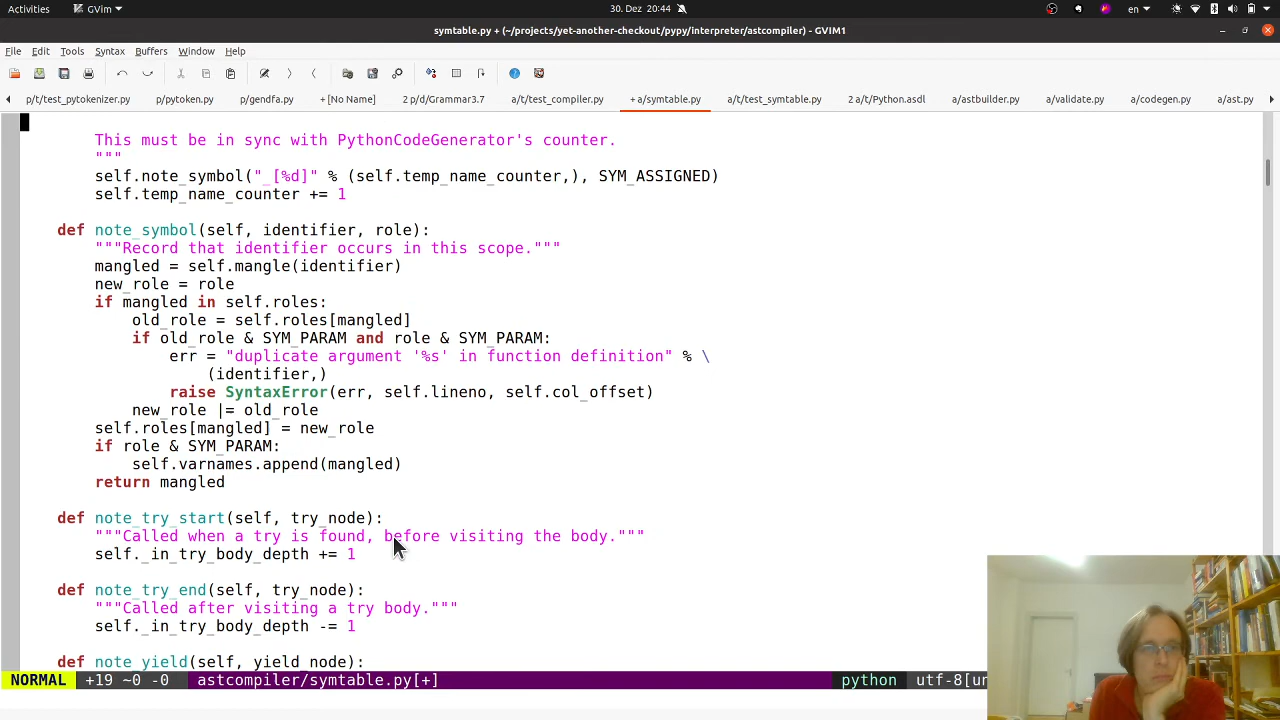 Activities
GVim
30. Dez 20:44
en
symtable.py + (~/projects/yet-another-checkout/pypy/interpreter/astcompiler) - GVIM1
File Edit Tools Syntax Buffers Window Help
p/t/test_pytokenizer.py p/pytoken.py p/gendfa.py + [No Name] 2 p/d/Grammar3.7 a/t/test_compiler.py + a/symtable.py a/t/test_symtable.py 2 a/t/Python.asdl a/astbuilder.py a/validate.py a/codegen.py a/ast.py
This must be in sync with PythonCodeGenerator's counter.
"""
self.note_symbol("_[%d]" % (self.temp_name_counter,), SYM_ASSIGNED)
self.temp_name_counter += 1
def note_symbol(self, identifier, role):
"""Record that identifier occurs in this scope."""
mangled = self.mangle(identifier)
new_role = role
if mangled in self.roles:
old_role = self.roles[mangled]
if old_role & SYM_PARAM and role & SYM_PARAM:
err = "duplicate argument '%s' in function definition" % \
(identifier,)
raise SyntaxError(err, self.lineno, self.col_offset)
new_role |= old_role
self.roles[mangled] = new_role
if role & SYM_PARAM:
self.varnames.append(mangled)
return mangled
def note_try_start(self, try_node):
"""Called when a try is found, before visiting the body."""
self._in_try_body_depth += 1
def note_try_end(self, try_node):
"""Called after visiting a try body."""
self._in_try_body_depth -= 1
def note_yield(self, yield_node):
NORMAL +19 ~0 -0 astcompiler/symtable.py[+] python utf-8[un